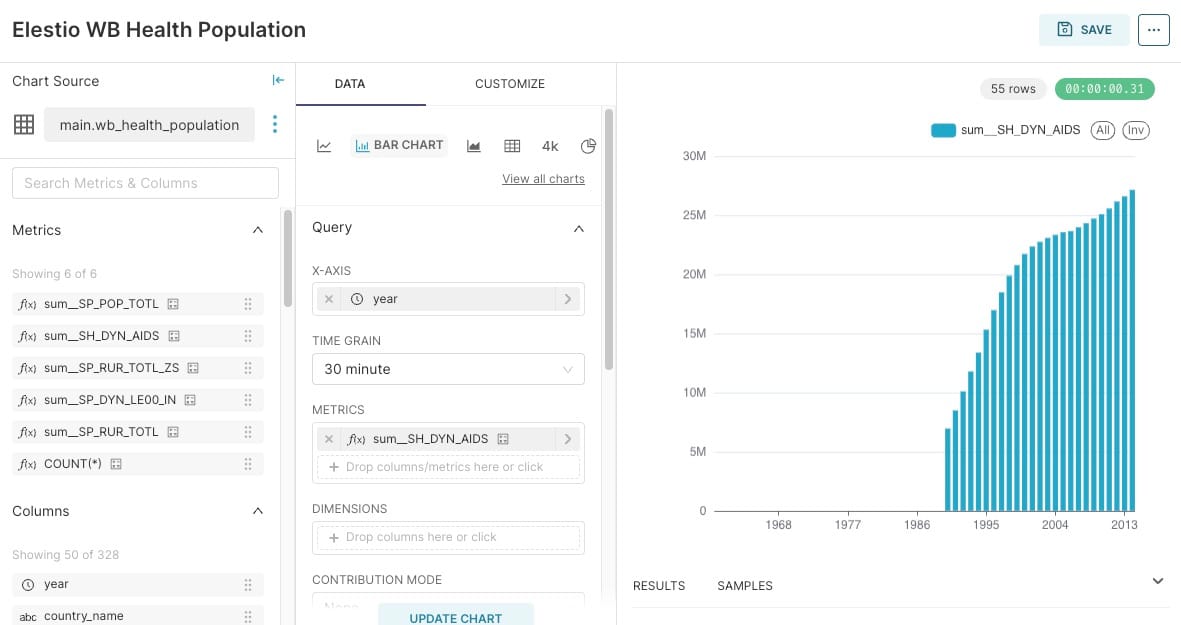 Elestio WB Health Population
SAVE
Chart Source
main.wb_health_population
Search Metrics & Columns
Metrics
Showing 6 of 6
f(x) sum__SP_POP_TOTL
f(x) sum__SH_DYN_AIDS
f(x) sum__SP_RUR_TOTL_ZS
f(x) sum__SP_DYN_LE00_IN
f(x) sum__SP_RUR_TOTL
f(x) COUNT(*)
Columns
Showing 50 of 328
year
abc country_name
DATA
CUSTOMIZE
BAR CHART
4k
View all charts
Query
X-AXIS
year
TIME GRAIN
30 minute
METRICS
f(x) sum__SH_DYN_AIDS
+ Drop columns/metrics here or click
DIMENSIONS
+ Drop columns here or click
CONTRIBUTION MODE
None
UPDATE CHART
55 rows
00:00:00.31
sum__SH_DYN_AIDS All Inv
30M
25M
20M
15M
10M
5M
0
1968 1977 1986 1995 2004 2013
RESULTS SAMPLES